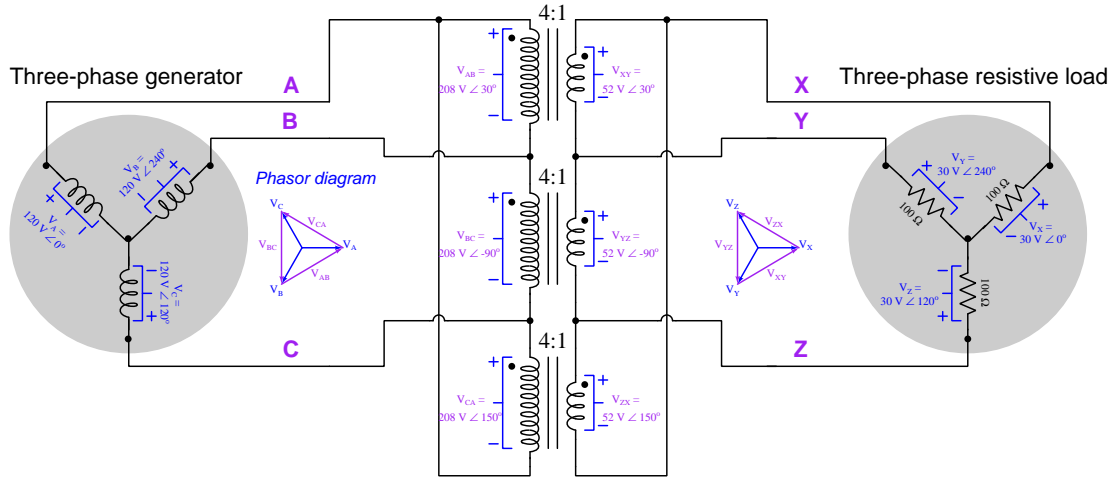 Three-phase generator
A
B
C
V_A =
120 V ∠ 0°
V_B =
120 V ∠ 240°
V_C =
120 V ∠ 120°
+
−
+
−
−
+
Phasor diagram
V_C
V_CA
V_BC
V_A
V_AB
V_B
4:1
V_AB =
208 V ∠ 30°
+
−
V_XY =
52 V ∠ 30°
+
−
4:1
V_BC =
208 V ∠ -90°
+
−
V_YZ =
52 V ∠ -90°
+
−
4:1
V_CA =
208 V ∠ 150°
+
−
V_ZX =
52 V ∠ 150°
+
−
V_Z
V_ZX
V_YZ
V_X
V_XY
V_Y
X
Y
Z
Three-phase resistive load
V_Y =
30 V ∠ 240°
+
−
100 Ω
100 Ω
+
−
V_X =
30 V ∠ 0°
V_Z =
30 V ∠ 120°
−
+
100 Ω